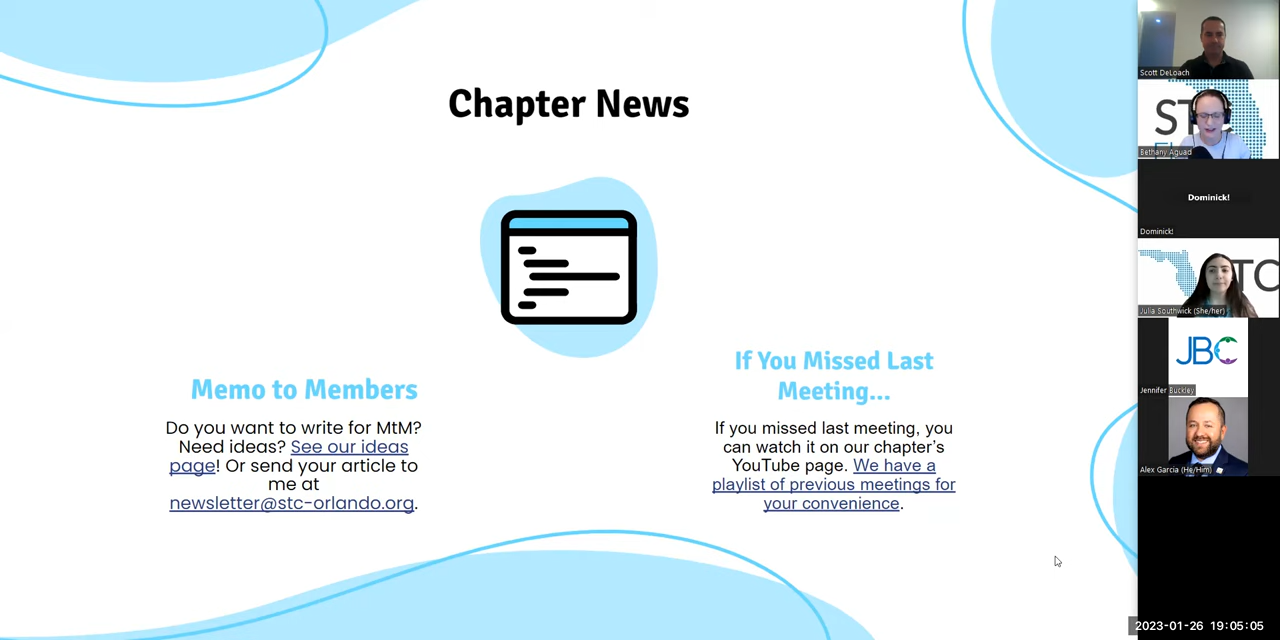 Chapter News
Memo to Members
Do you want to write for MtM?
Need ideas? See our ideas
page! Or send your article to
me at
newsletter@stc-orlando.org.
If You Missed Last
Meeting...
If you missed last meeting, you
can watch it on our chapter's
YouTube page. We have a
playlist of previous meetings for
your convenience.
Scott DeLoach
ST
Bethany Aguad
Dominick!
Dominick!
TC
Julia Southwick (She/her)
JBC
Jennifer Buckley
Alex Garcia (He/Him)
2023-01-26 19:05:05